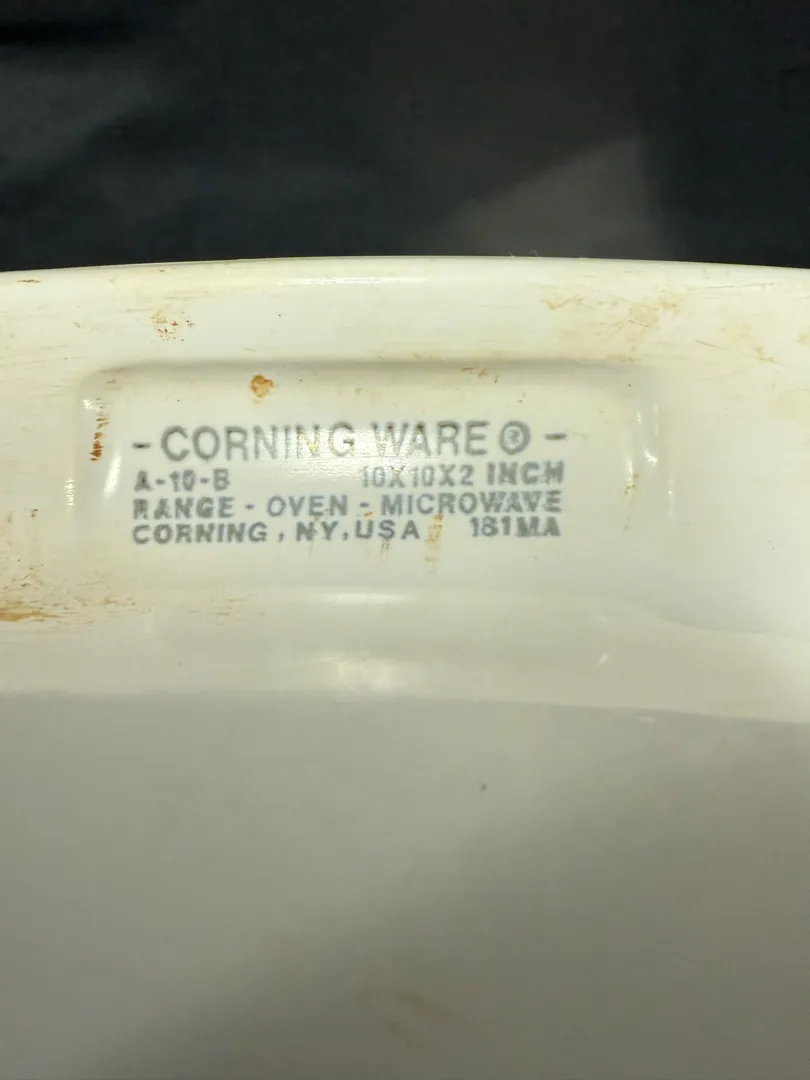 - CORNING WARE ® -
A-10-B 10X10X2 INCH
RANGE - OVEN - MICROWAVE
CORNING, NY, USA 181MA